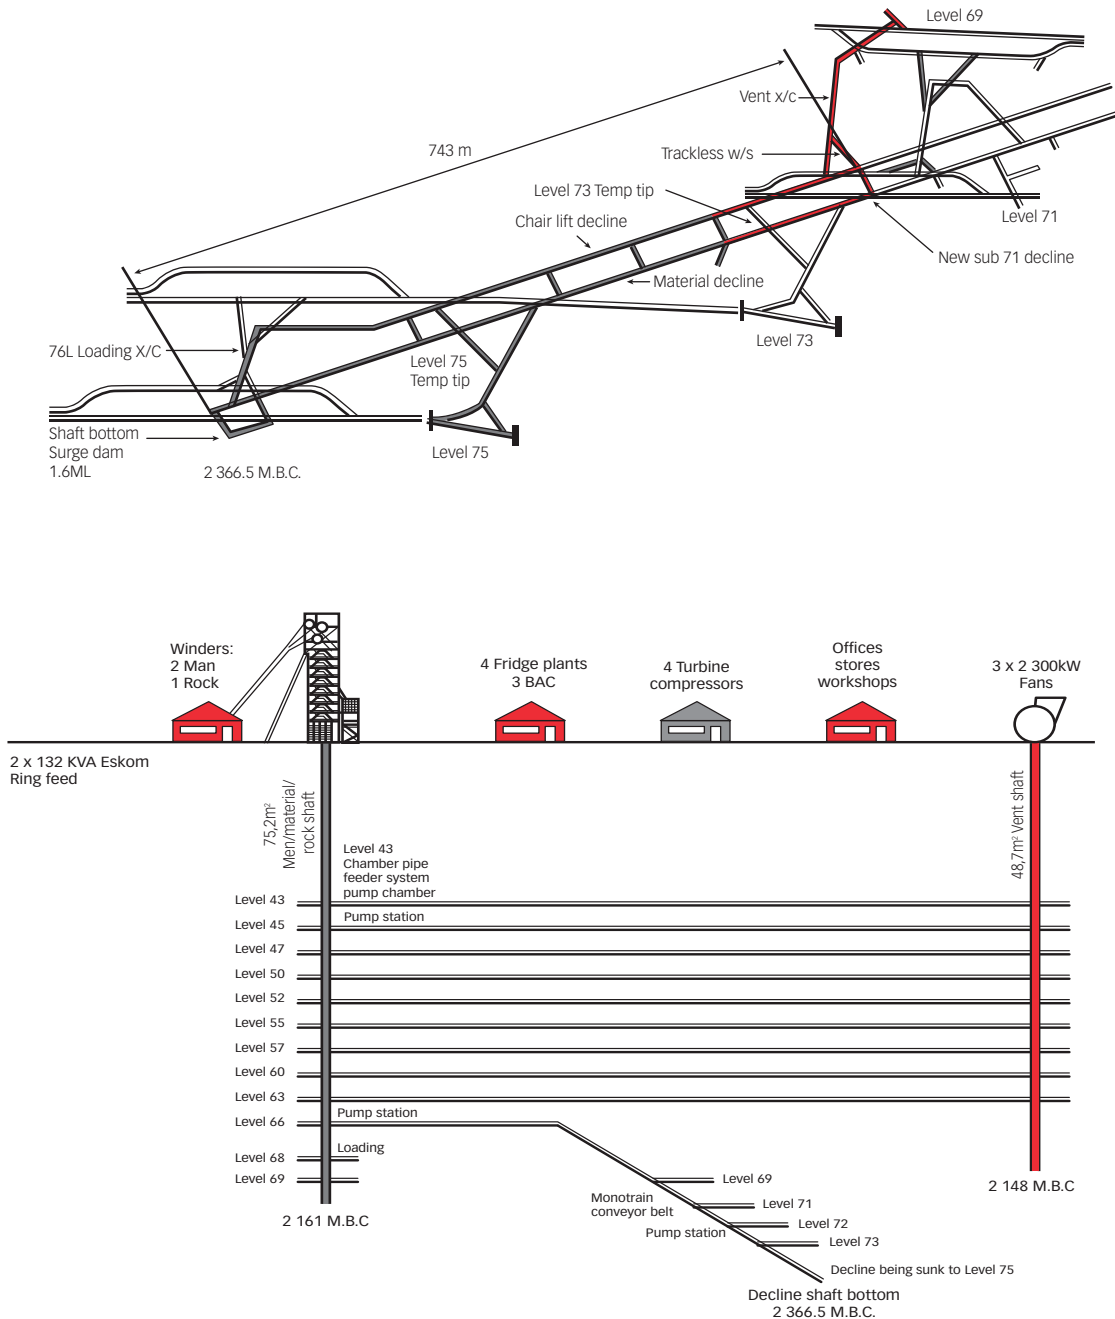 Level 69
Vent x/c
743 m
Trackless w/s
Level 73 Temp tip
Chair lift decline
Level 71
New sub 71 decline
Material decline
Level 73
76L Loading X/C
Level 75
Temp tip
Shaft bottom
Surge dam
1.6ML
2 366.5 M.B.C.
Level 75
Winders:
2 Man
1 Rock
4 Fridge plants
3 BAC
4 Turbine
compressors
Offices
stores
workshops
3 x 2 300kW
Fans
2 x 132 KVA Eskom
Ring feed
75,2m²
Men/material/
rock shaft
48,7m² Vent shaft
Level 43
Chamber pipe
feeder system
pump chamber
Level 43
Pump station
Level 45
Level 47
Level 50
Level 52
Level 55
Level 57
Level 60
Level 63
Pump station
Level 66
Loading
Level 68
Level 69
2 161 M.B.C
Level 69
Monotrain
conveyor belt
Level 71
Pump station
Level 72
Level 73
Decline being sunk to Level 75
Decline shaft bottom
2 366.5 M.B.C.
2 148 M.B.C